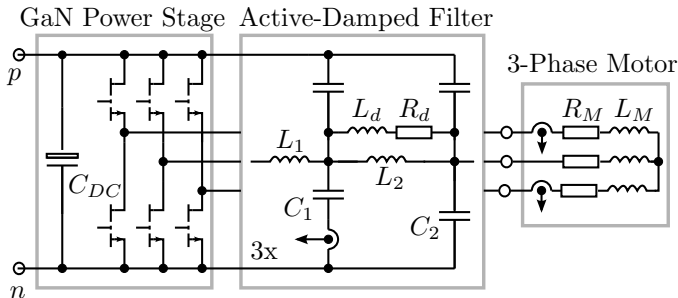 GaN Power Stage
Active-Damped Filter
3-Phase Motor
p
L_d
R_d
R_M
L_M
L_1
C_DC
L_2
C_1
C_2
3x
n